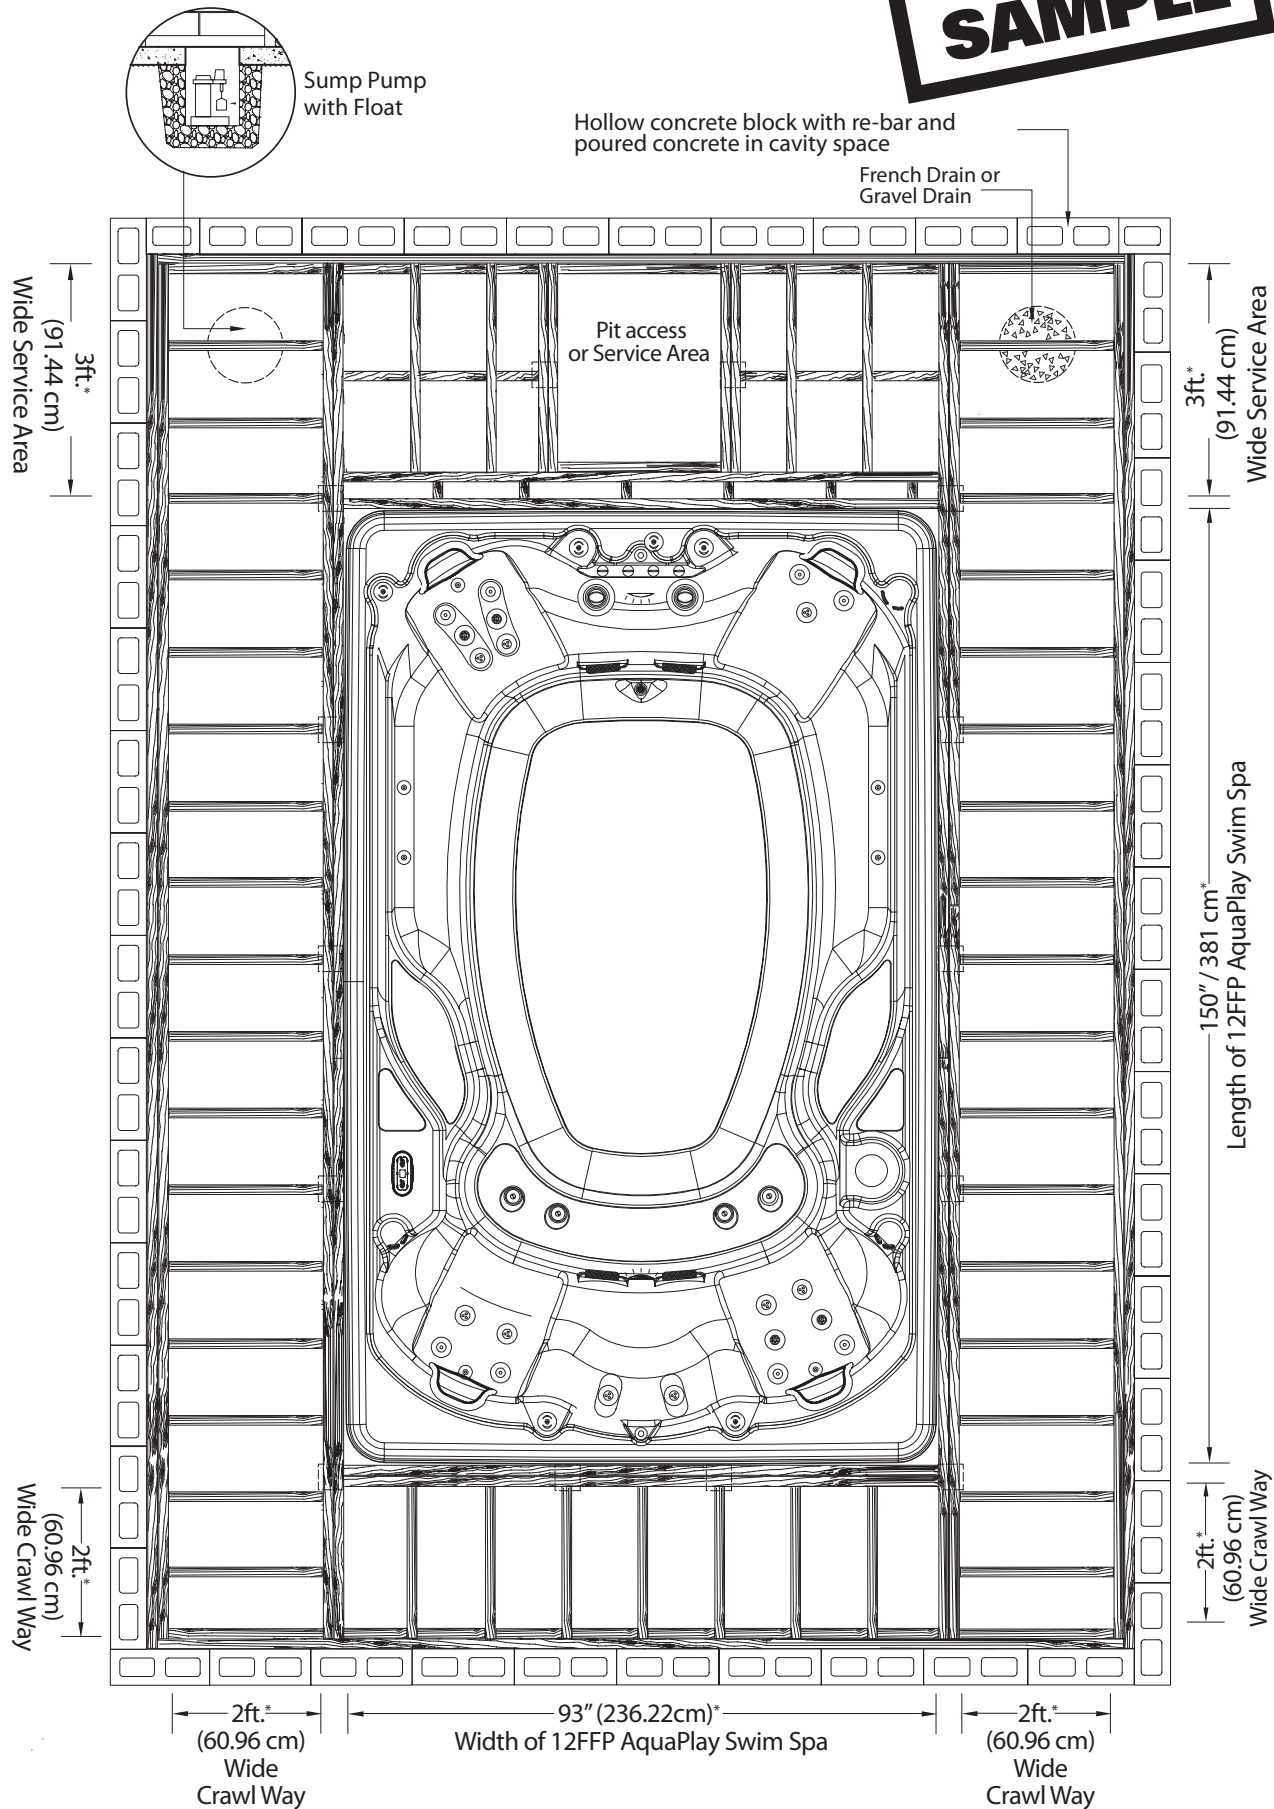 SAMPLE
Sump Pump
with Float
Hollow concrete block with re-bar and
poured concrete in cavity space
French Drain or
Gravel Drain
3ft.*
(91.44 cm)
Wide Service Area
Pit access
or Service Area
3ft.*
(91.44 cm)
Wide Service Area
150” / 381 cm*
Length of 12FFP AquaPlay Swim Spa
2ft.*
(60.96 cm)
Wide Crawl Way
2ft.*
(60.96 cm)
Wide Crawl Way
2ft.*
(60.96 cm)
Wide
Crawl Way
93” (236.22cm)*
Width of 12FFP AquaPlay Swim Spa
2ft.*
(60.96 cm)
Wide
Crawl Way